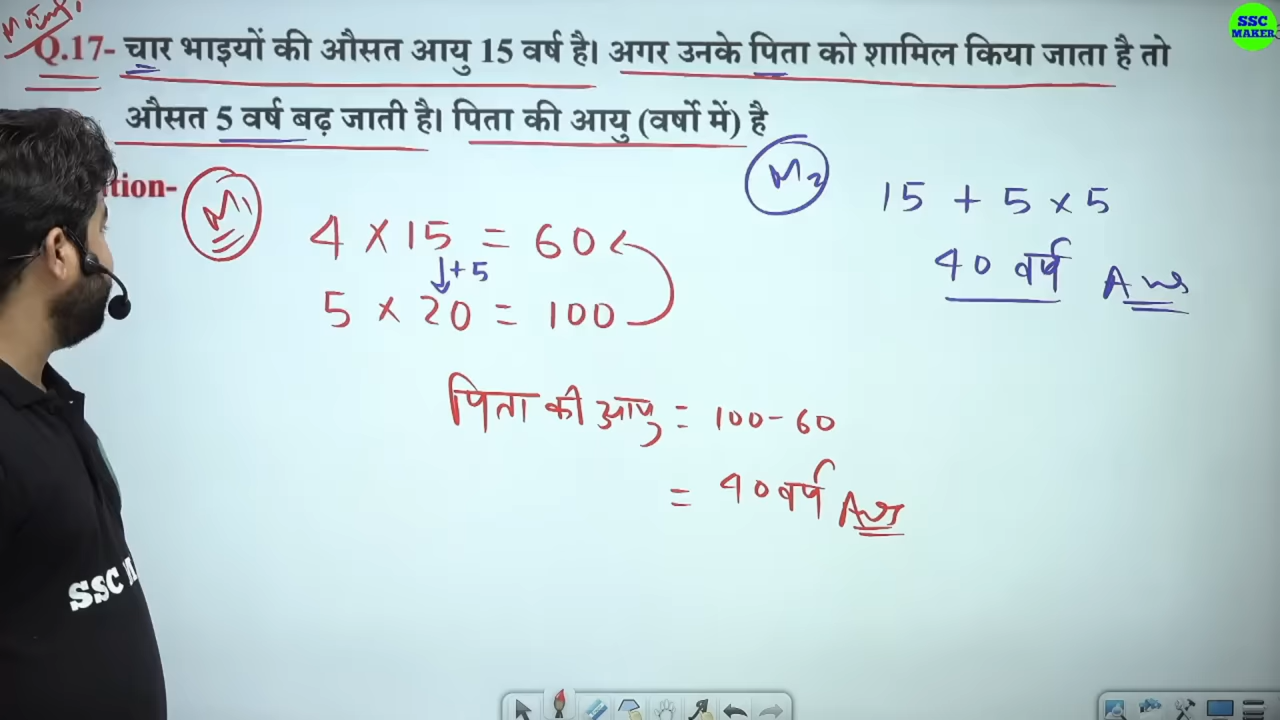 SSC
MAKER
Q.17- चार भाइयों की औसत आयु 15 वर्ष है। अगर उनके पिता को शामिल किया जाता है तो
औसत 5 वर्ष बढ़ जाती है। पिता की आयु (वर्षो में) है
tion-
M1
4 × 15 = 60
↓+5
5 × 20 = 100
पिता की आयु = 100-60
= 40 वर्ष Ans
M2
15 + 5 × 5
40 वर्ष Ans
SSC M